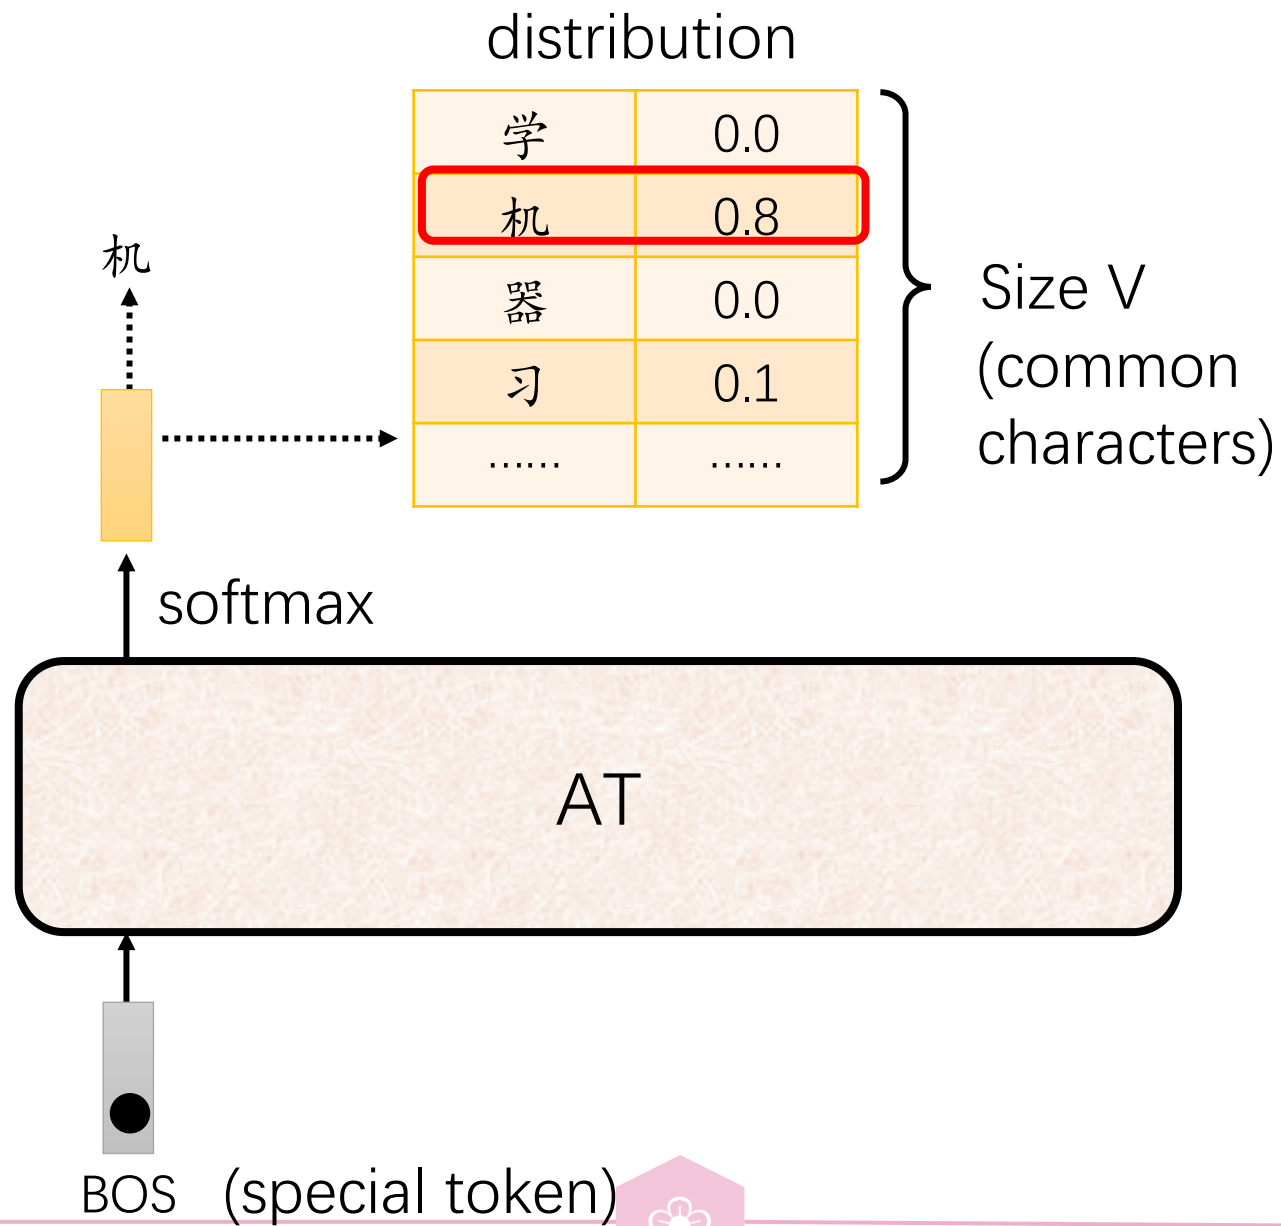 distribution
学 0.0
机 0.8
器 0.0
习 0.1
...... ......
机
Size V
(common
characters)
softmax
AT
BOS (special token)